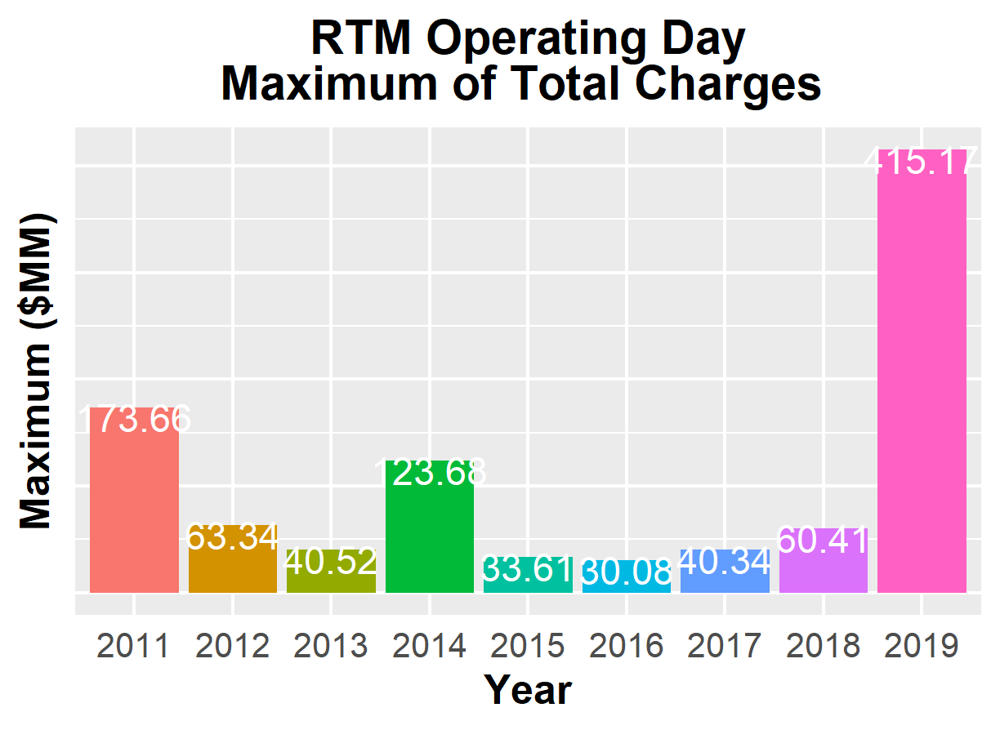 RTM Operating Day
Maximum of Total Charges
Maximum ($MM)
415.17
173.66
123.68
63.34
60.41
40.52
40.34
33.61
30.08
2011 2012 2013 2014 2015 2016 2017 2018 2019
Year